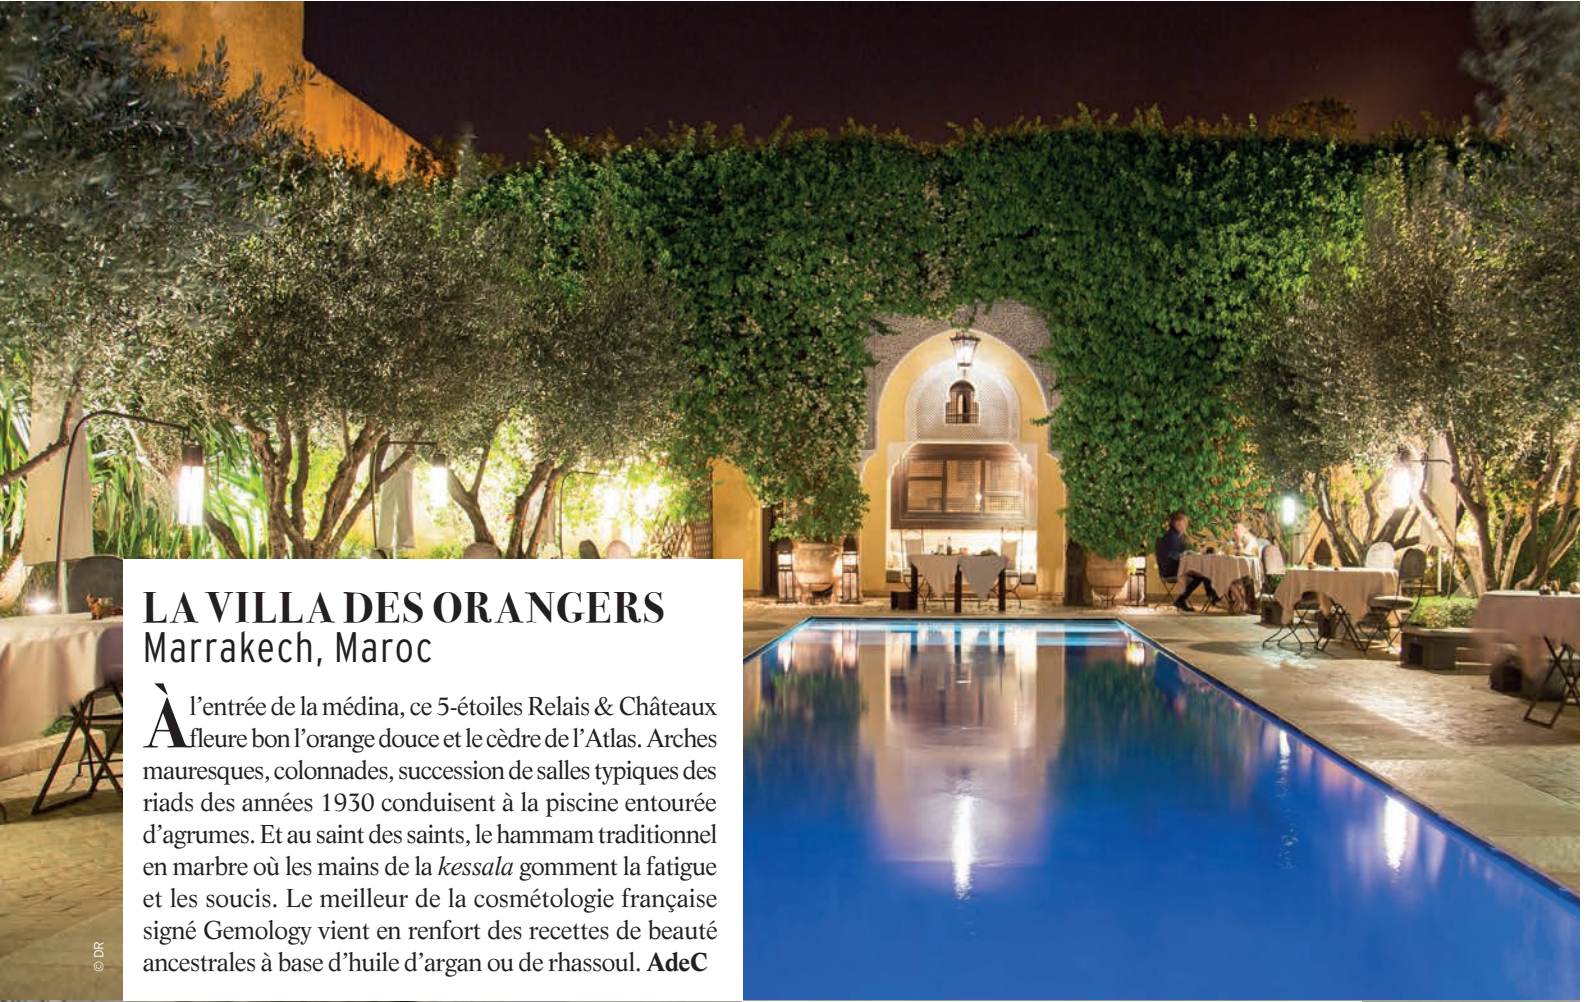 LA VILLA DES ORANGERS
Marrakech, Maroc
À l’entrée de la médina, ce 5-étoiles Relais & Châteaux
fleure bon l’orange douce et le cèdre de l’Atlas. Arches
mauresques, colonnades, succession de salles typiques des
riads des années 1930 conduisent à la piscine entourée
d’agrumes. Et au saint des saints, le hammam traditionnel
en marbre où les mains de la kessala gomment la fatigue
et les soucis. Le meilleur de la cosmétologie française
signé Gemology vient en renfort des recettes de beauté
ancestrales à base d’huile d’argan ou de rhassoul. AdeC
© DR